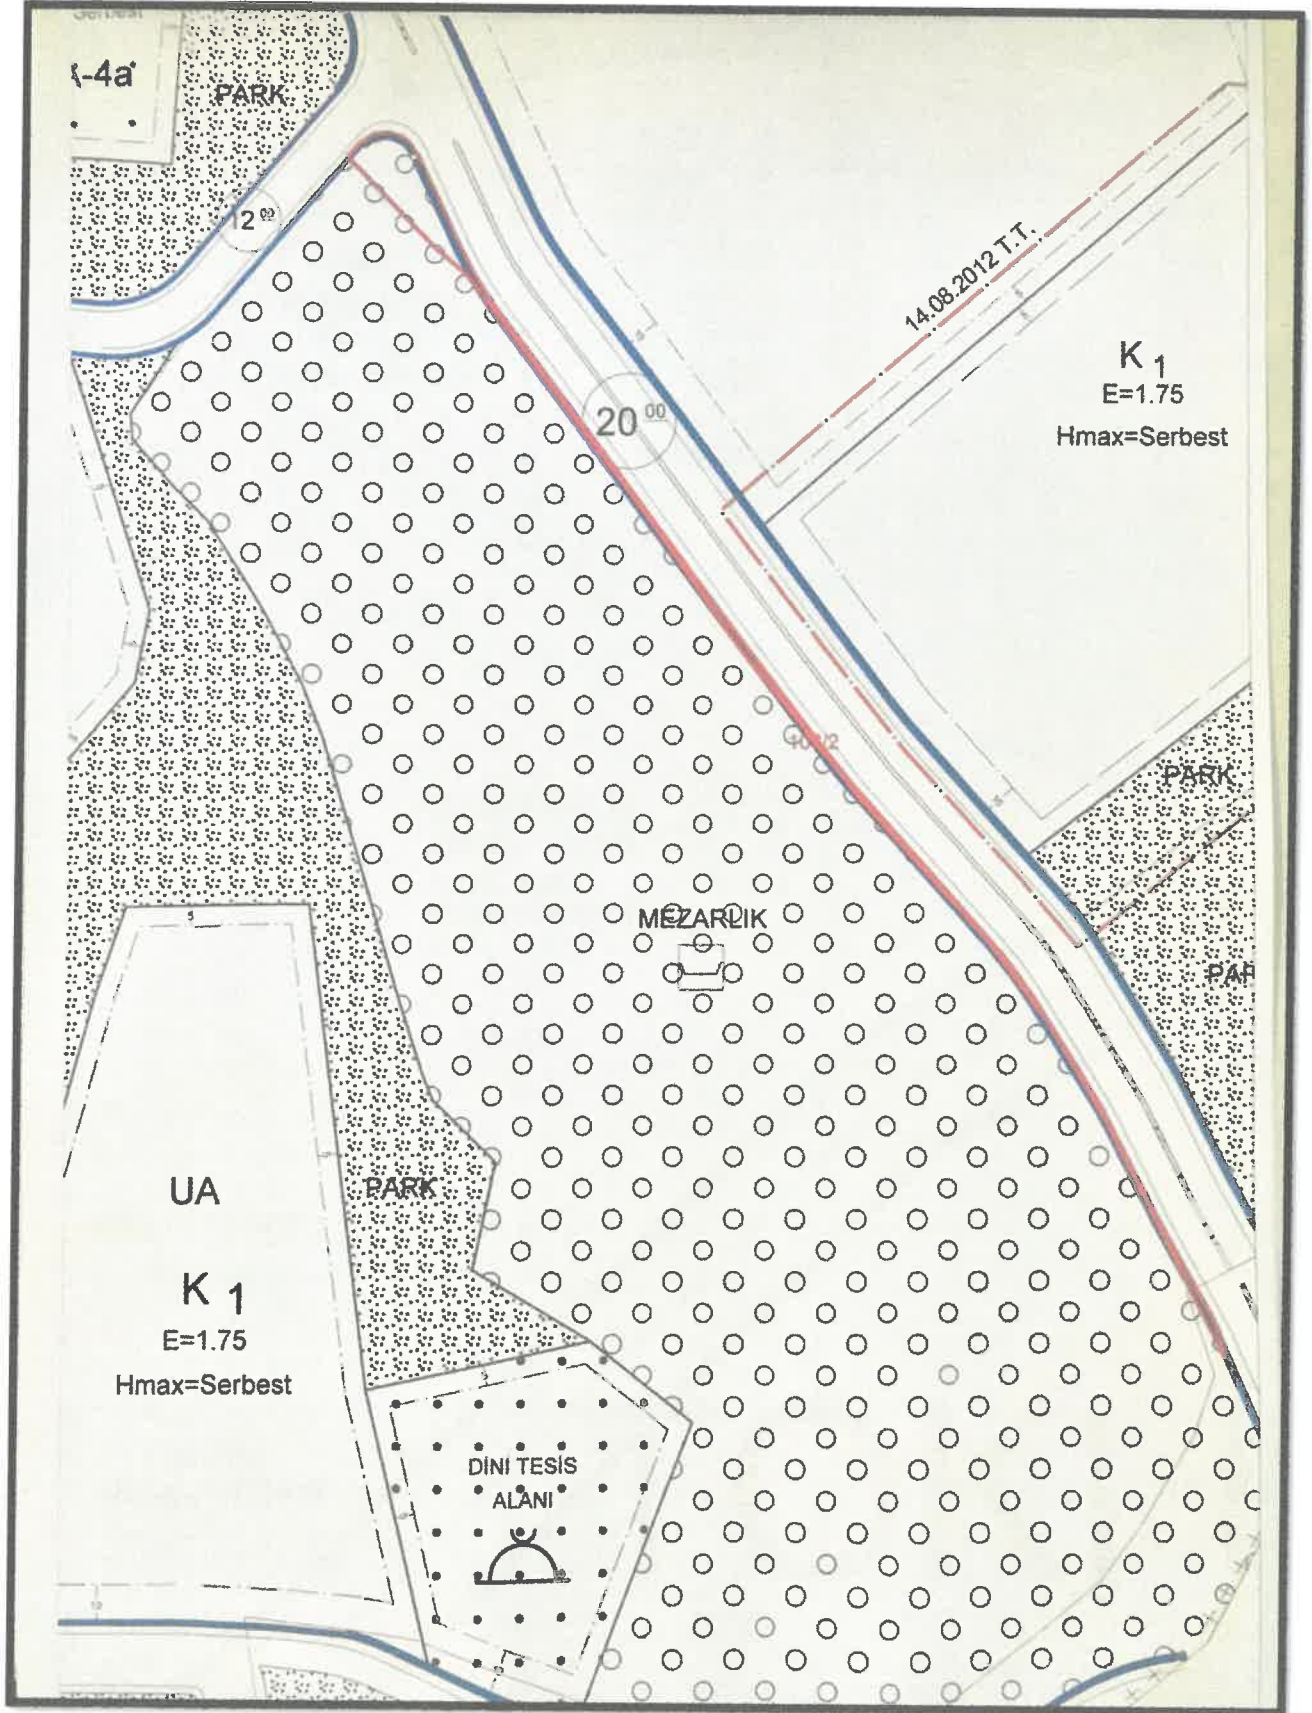 -4a
PARK
12 00
14.08.2012 T.T.
K 1
E=1.75
Hmax=Serbest
20 00
PARK
MEZARLIK
UA
PARK
K 1
E=1.75
Hmax=Serbest
DİNİ TESİS
ALANI